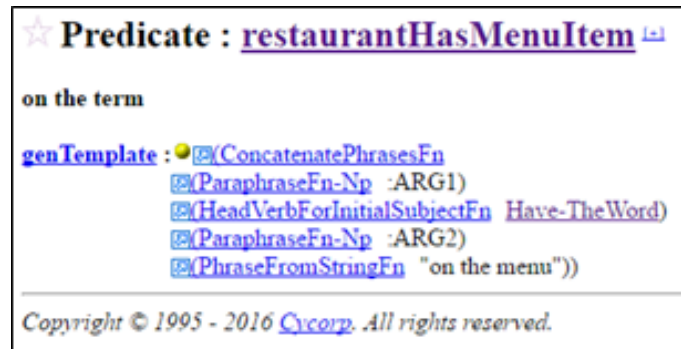 Predicate : restaurantHasMenuItem [+]
on the term
genTemplate : (ConcatenatePhrasesFn
(ParaphraseFn-Np :ARG1)
(HeadVerbForInitialSubjectFn Have-TheWord)
(ParaphraseFn-Np :ARG2)
(PhraseFromStringFn "on the menu"))
Copyright © 1995 - 2016 Cycorp. All rights reserved.